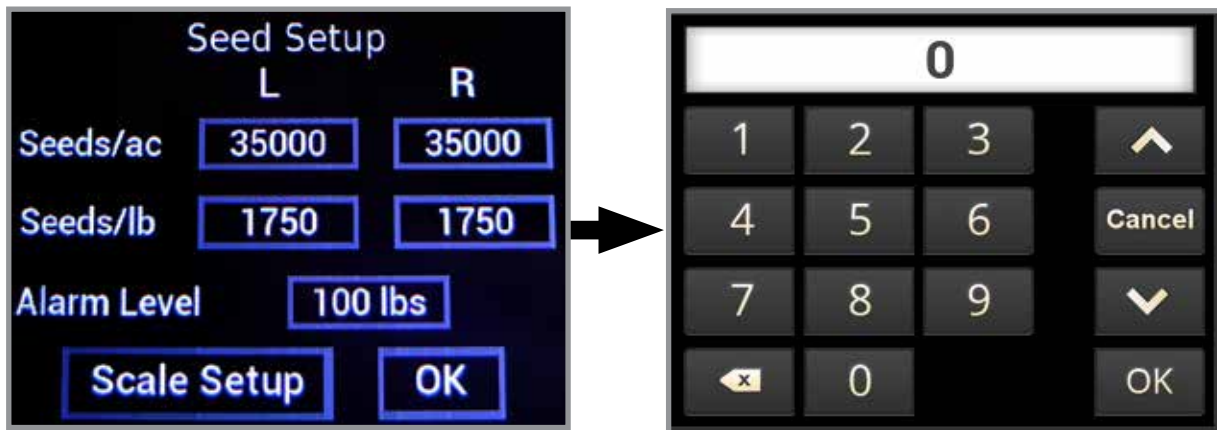 Seed Setup
L R
Seeds/ac 35000 35000
Seeds/lb 1750 1750
Alarm Level 100 lbs
Scale Setup OK
0
1 2 3
4 5 6 Cancel
7 8 9
0 OK